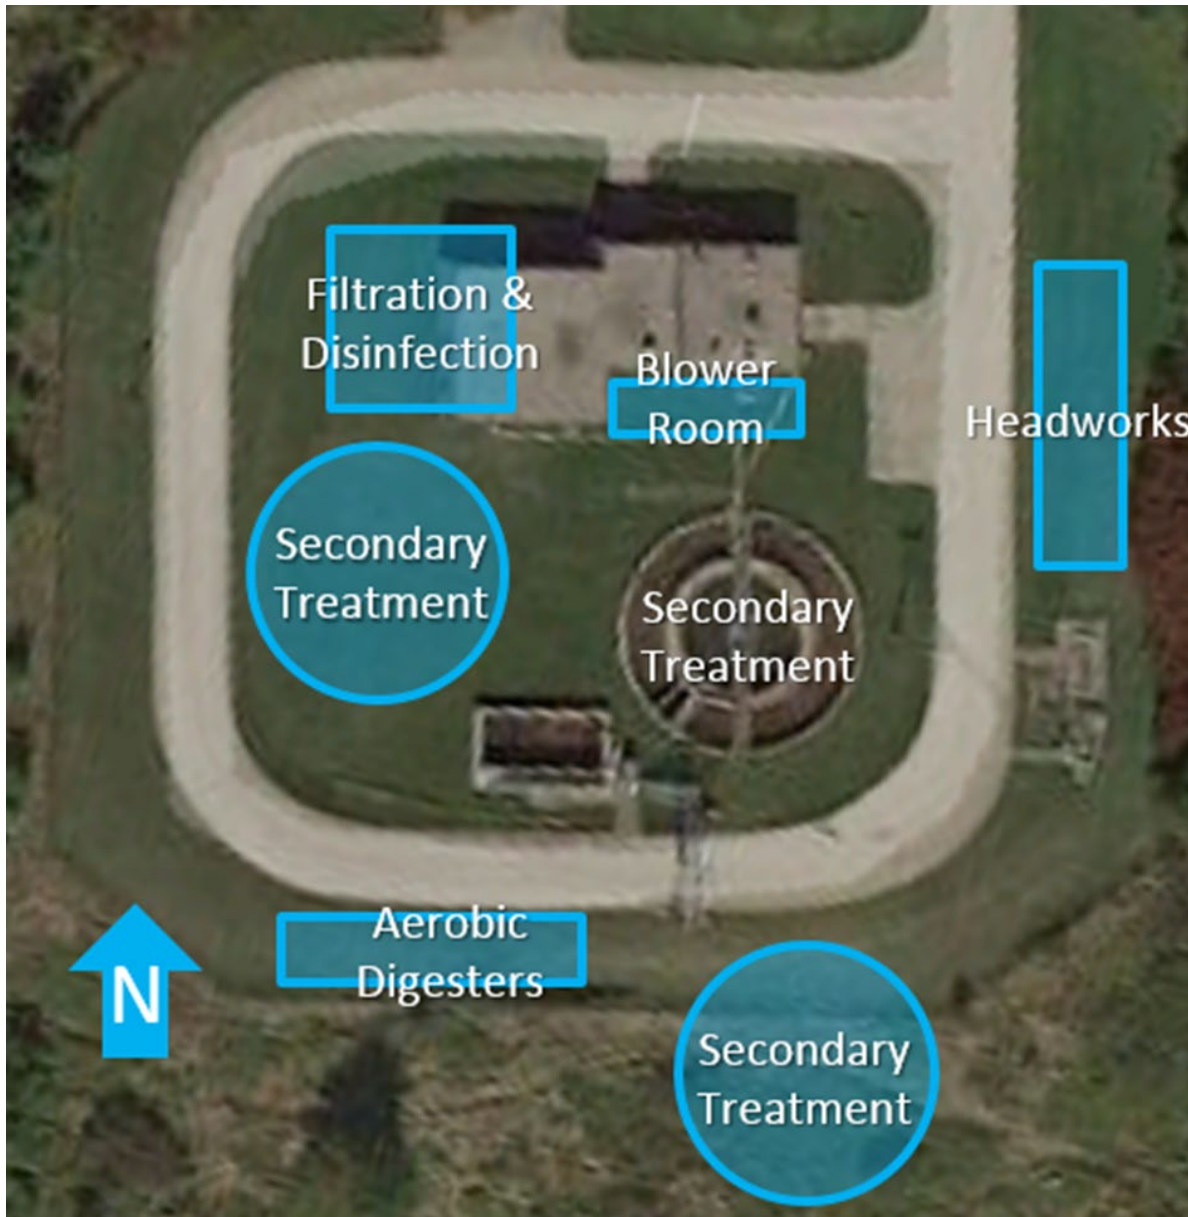 Filtration &
Disinfection
Blower
Room
Headworks
Secondary
Treatment
Secondary
Treatment
Aerobic
Digesters
N
Secondary
Treatment